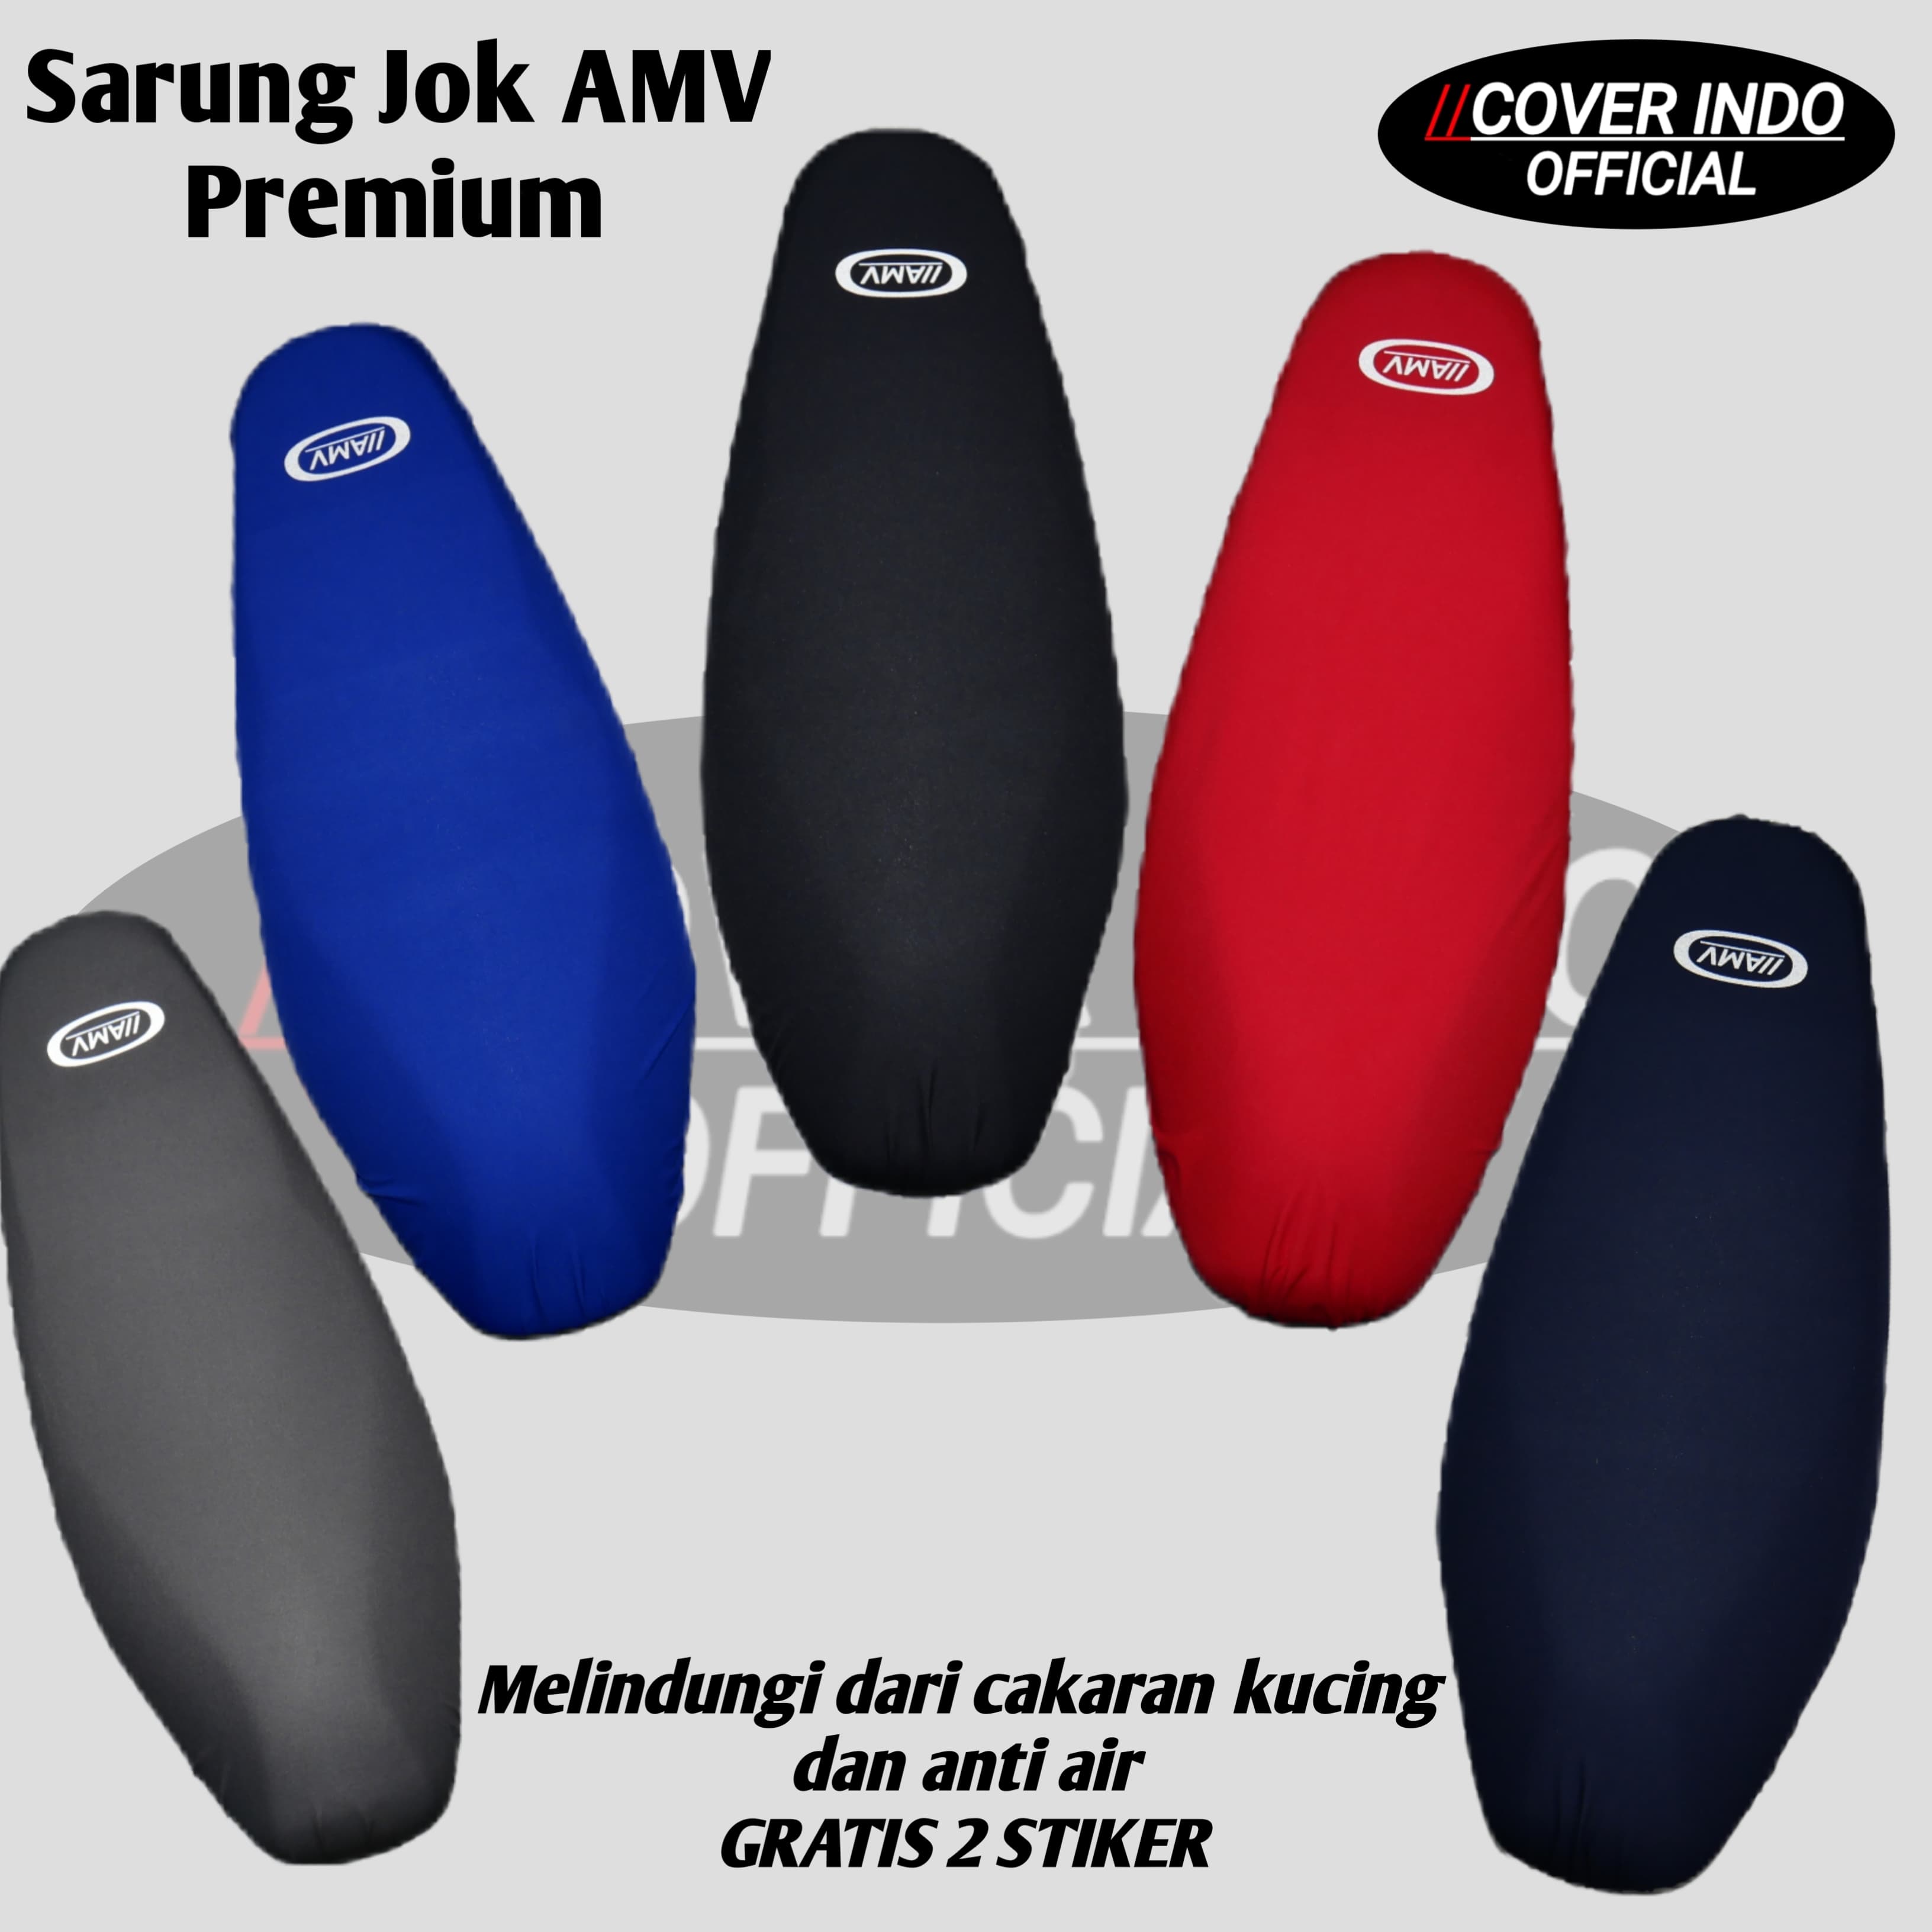 Sarung Jok AMV
Premium
//COVER INDO
OFFICIAL
//AMV
//AMV
//AMV
//AMV
//AMV
OFFICIA
Melindungi dari cakaran kucing
dan anti air
GRATIS 2 STIKER